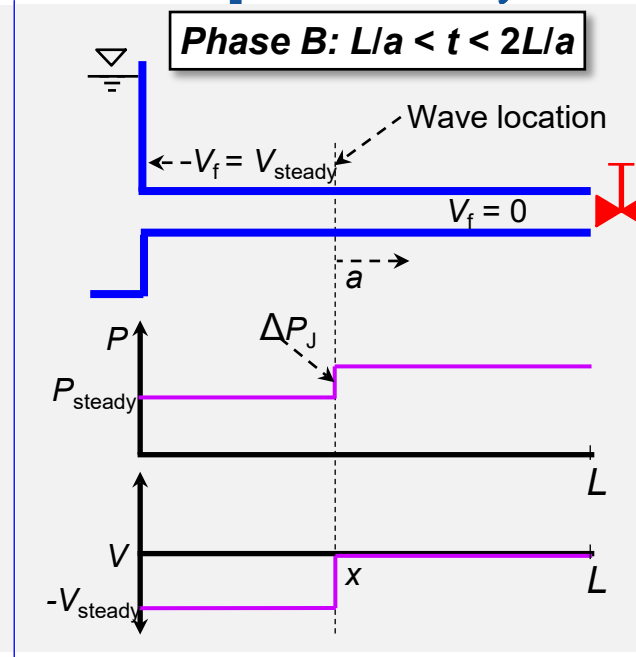 Phase B: L/a < t < 2L/a
Wave location
-Vf = Vsteady
Vf = 0
a
P
ΔPJ
Psteady
L
V
x
L
-Vsteady